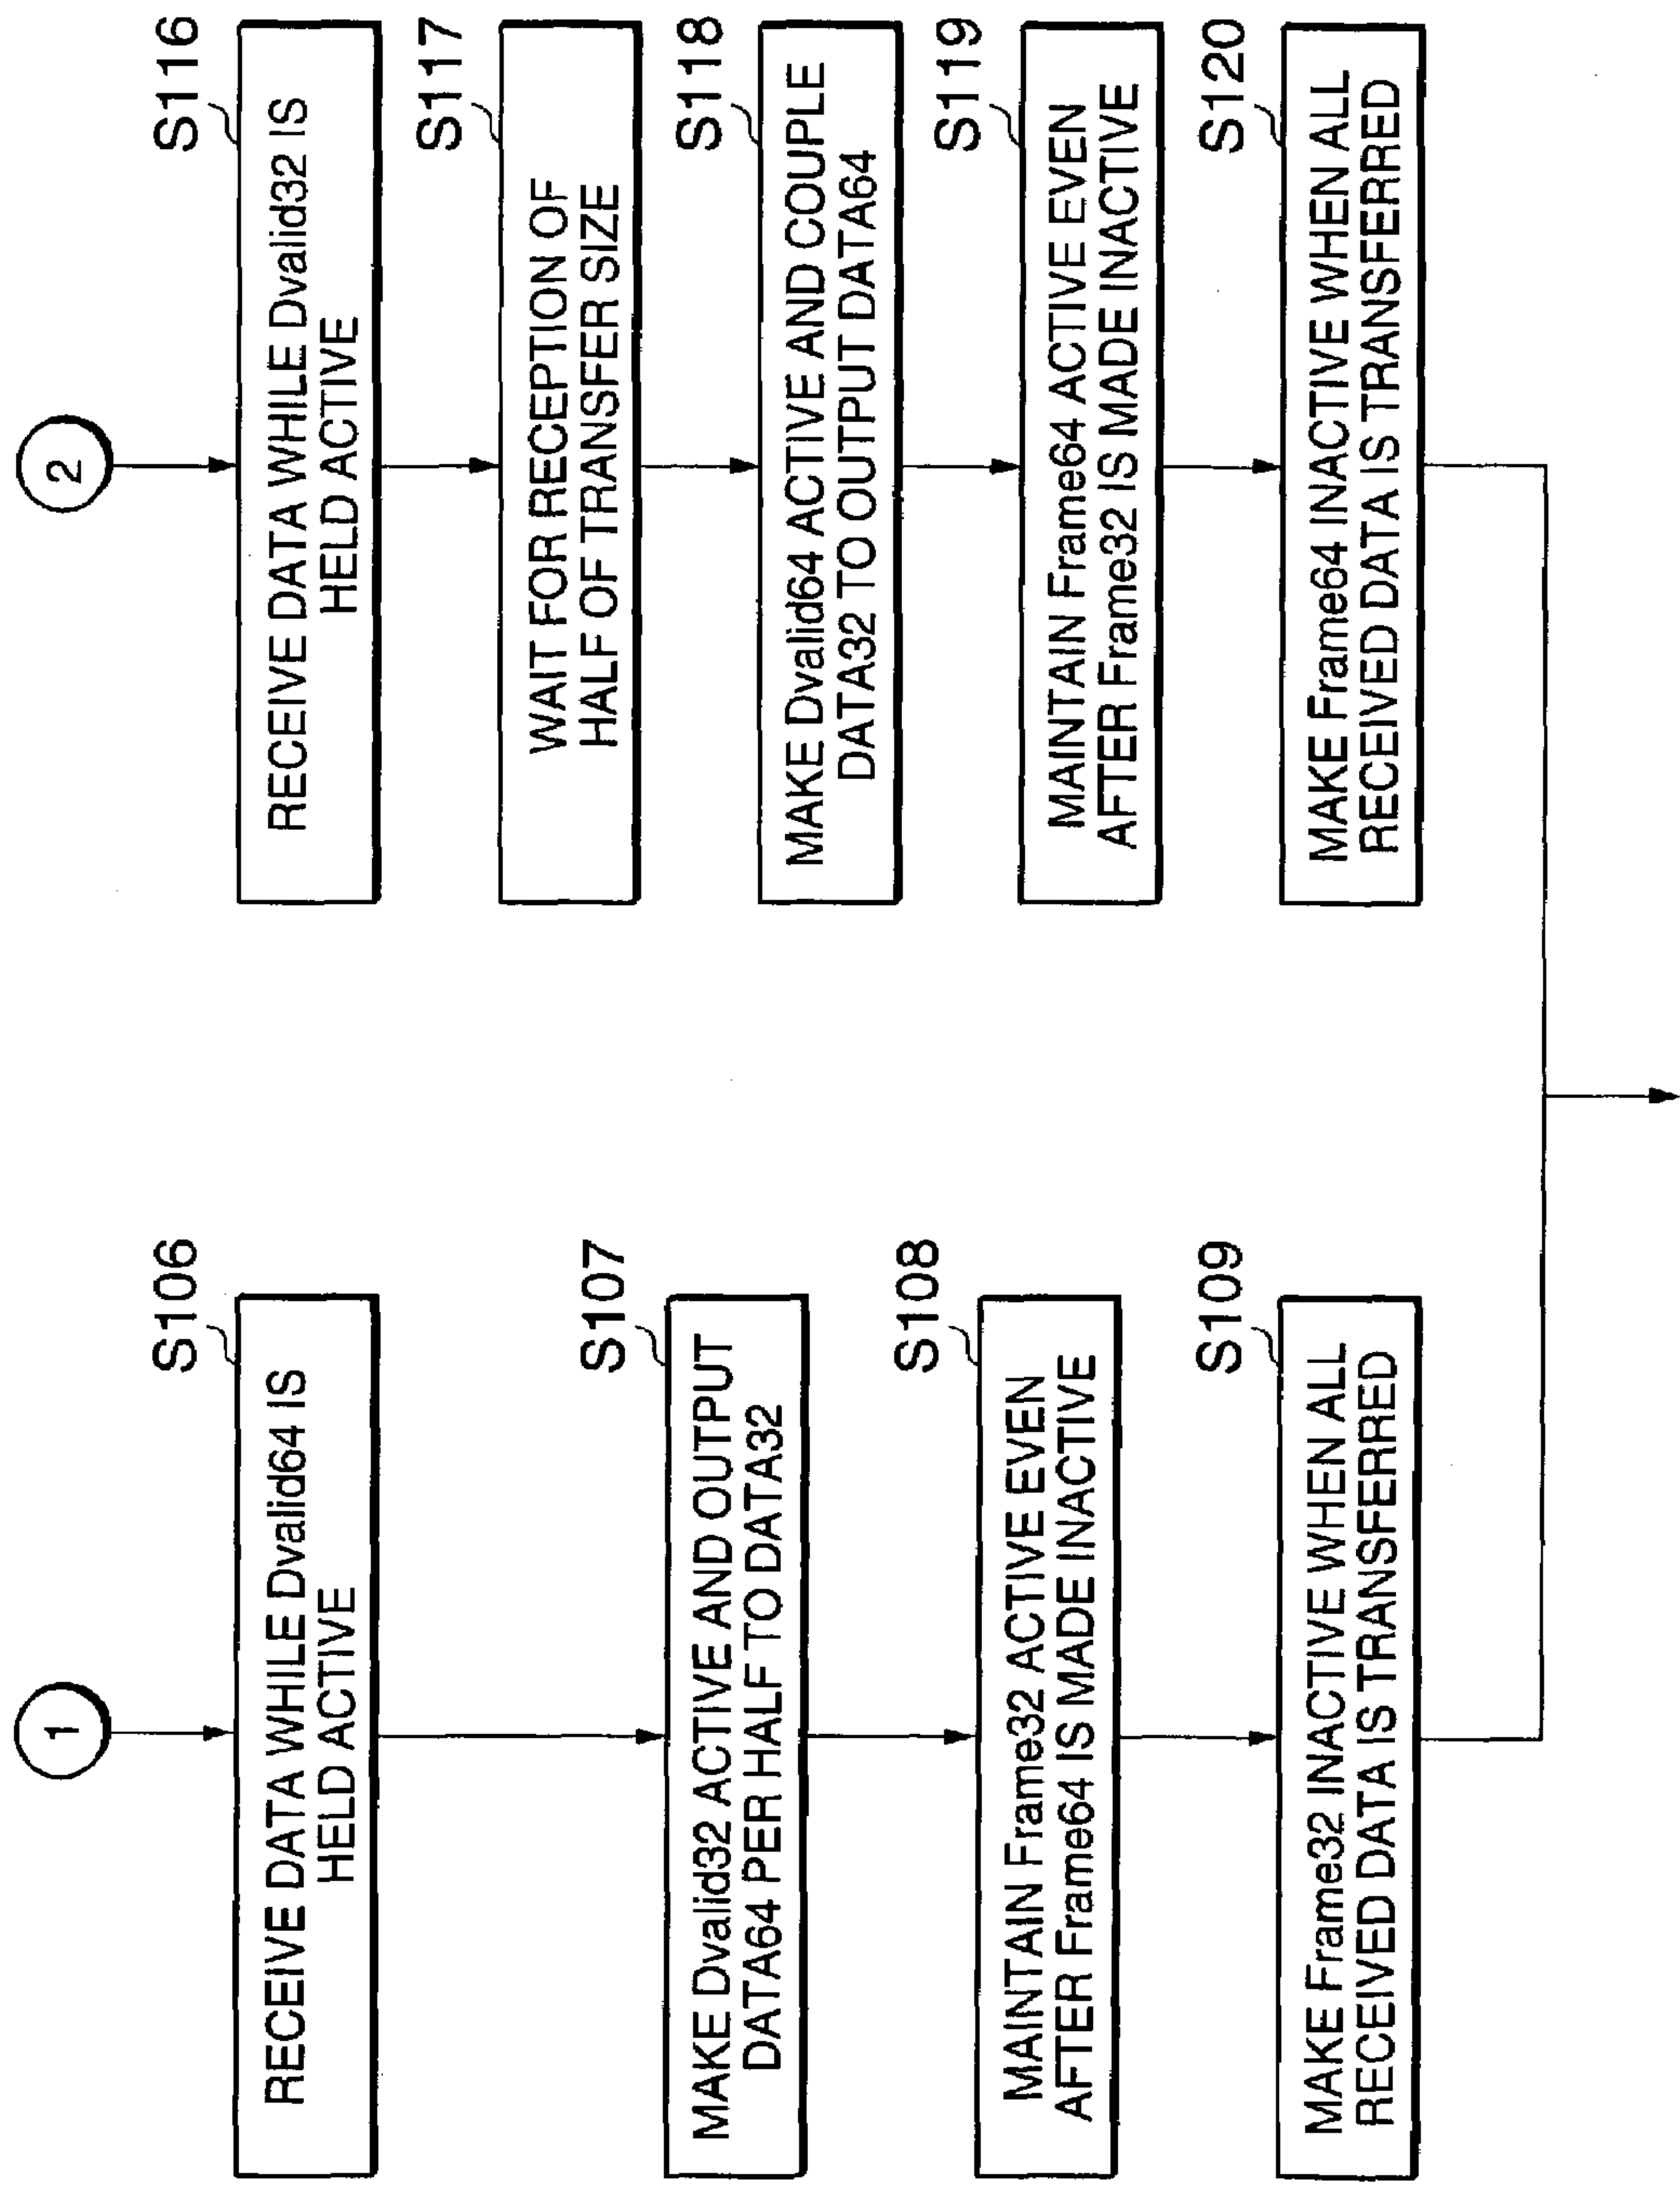 1
S106
RECEIVE DATA WHILE Dvalid64 IS
HELD ACTIVE
S107
MAKE Dvalid32 ACTIVE AND OUTPUT
DATA64 PER HALF TO DATA32
S108
MAINTAIN Frame32 ACTIVE EVEN
AFTER Frame64 IS MADE INACTIVE
S109
MAKE Frame32 INACTIVE WHEN ALL
RECEIVED DATA IS TRANSFERRED
2
S116
RECEIVE DATA WHILE Dvalid32 IS
HELD ACTIVE
S117
WAIT FOR RECEPTION OF
HALF OF TRANSFER SIZE
S118
MAKE Dvalid64 ACTIVE AND COUPLE
DATA32 TO OUTPUT DATA64
S119
MAINTAIN Frame64 ACTIVE EVEN
AFTER Frame32 IS MADE INACTIVE
S120
MAKE Frame64 INACTIVE WHEN ALL
RECEIVED DATA IS TRANSFERRED